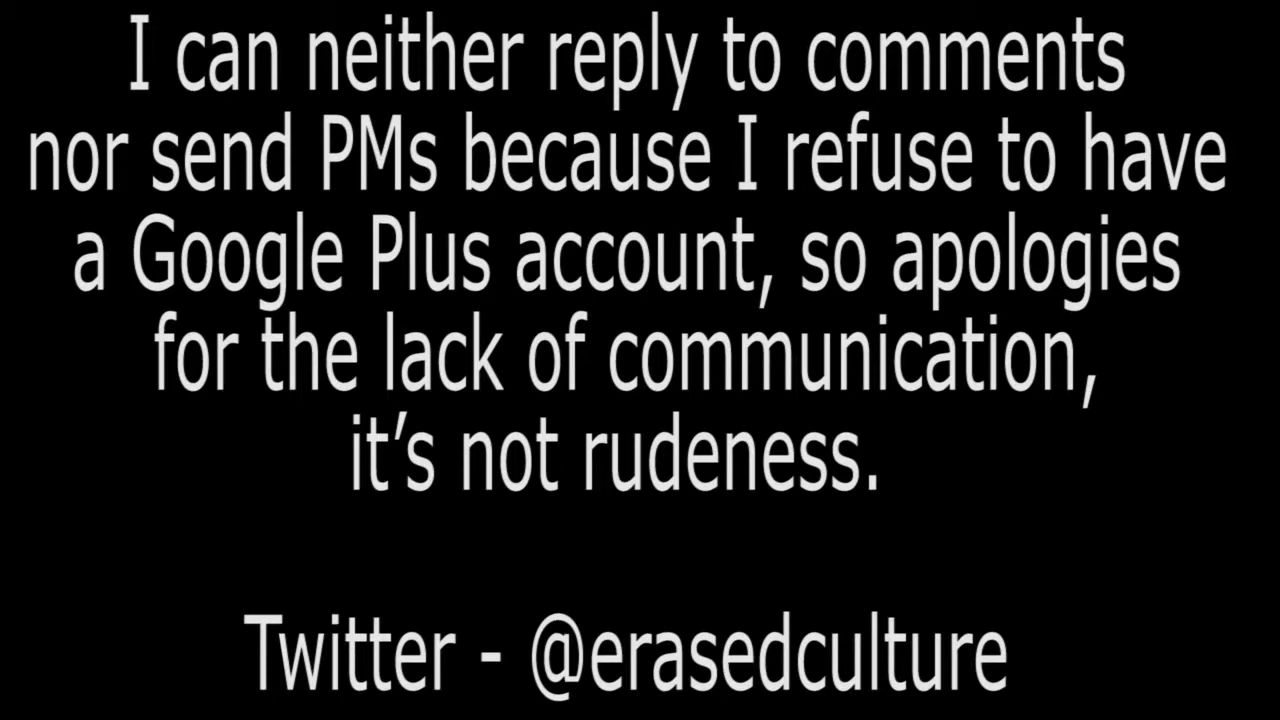 I can neither reply to comments
nor send PMs because I refuse to have
a Google Plus account, so apologies
for the lack of communication,
it’s not rudeness.
Twitter - @erasedculture